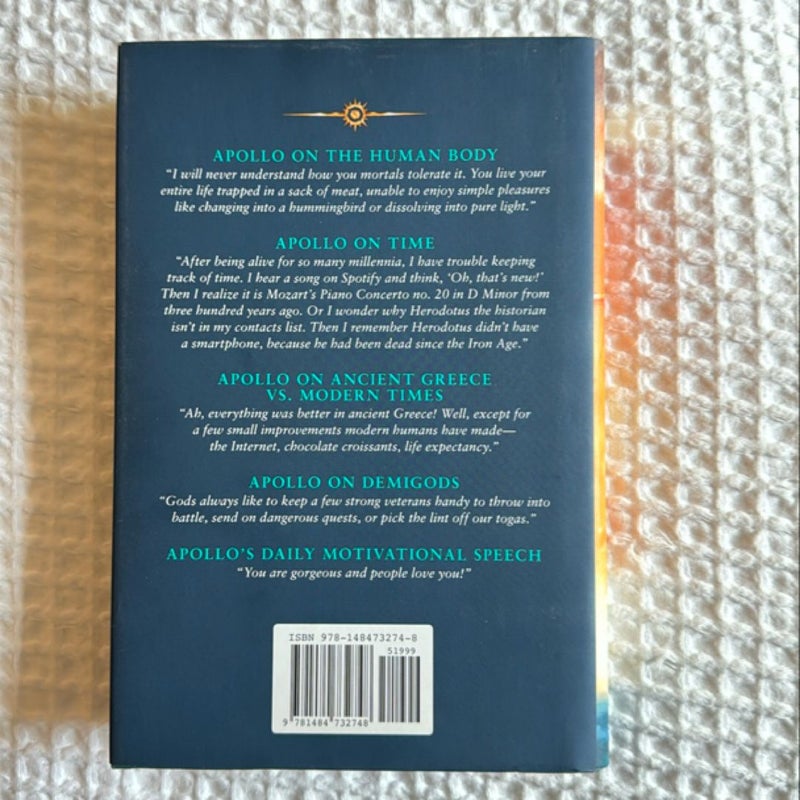 APOLLO ON THE HUMAN BODY
“I will never understand how you mortals tolerate it. You live your
entire life trapped in a sack of meat, unable to enjoy simple pleasures
like changing into a hummingbird or dissolving into pure light.”
APOLLO ON TIME
“After being alive for so many millennia, I have trouble keeping
track of time. I hear a song on Spotify and think, ‘Oh, that’s new!’
Then I realize it is Mozart’s Piano Concerto no. 20 in D Minor from
three hundred years ago. Or I wonder why Herodotus the historian
isn’t in my contacts list. Then I remember Herodotus didn’t have
a smartphone, because he had been dead since the Iron Age.”
APOLLO ON ANCIENT GREECE
VS. MODERN TIMES
“Ah, everything was better in ancient Greece! Well, except for
a few small improvements modern humans have made—
the Internet, chocolate croissants, life expectancy.”
APOLLO ON DEMIGODS
“Gods always like to keep a few strong veterans handy to throw into
battle, send on dangerous quests, or pick the lint off our togas.”
APOLLO’S DAILY MOTIVATIONAL SPEECH
“You are gorgeous and people love you!”
ISBN 978-148473274-8
51999
9 781484 732748